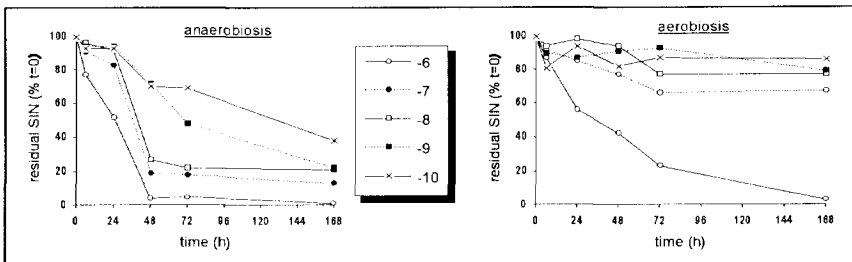 anaerobiosis
residual SIN (% t=0)
100
80
60
40
20
0
0 24 48 72 96 120 144 168
time (h)
-6
-7
-8
-9
-10
aerobiosis
residual SIN (% t=0)
100
80
60
40
20
0
0 24 48 72 96 120 144 168
time (h)